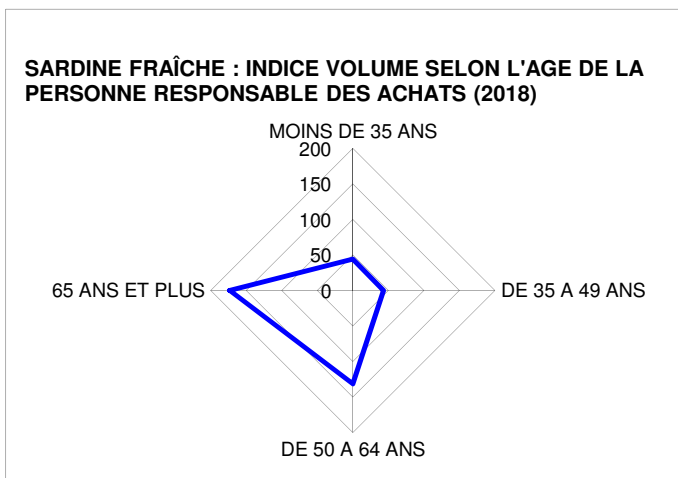 SARDINE FRAÎCHE : INDICE VOLUME SELON L'AGE DE LA
PERSONNE RESPONSABLE DES ACHATS (2018)
MOINS DE 35 ANS
200
150
100
50
0
65 ANS ET PLUS
DE 35 A 49 ANS
DE 50 A 64 ANS